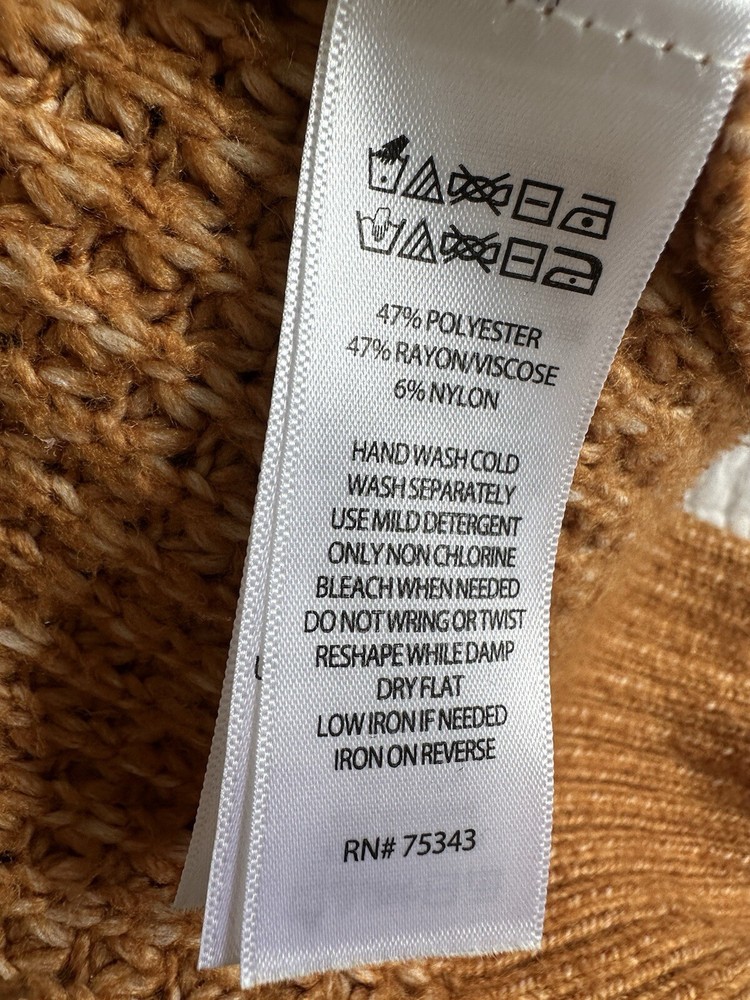 47% POLYESTER
47% RAYON/VISCOSE
6% NYLON
HAND WASH COLD
WASH SEPARATELY
USE MILD DETERGENT
ONLY NON CHLORINE
BLEACH WHEN NEEDED
DO NOT WRING OR TWIST
RESHAPE WHILE DAMP
DRY FLAT
LOW IRON IF NEEDED
IRON ON REVERSE
RN# 75343